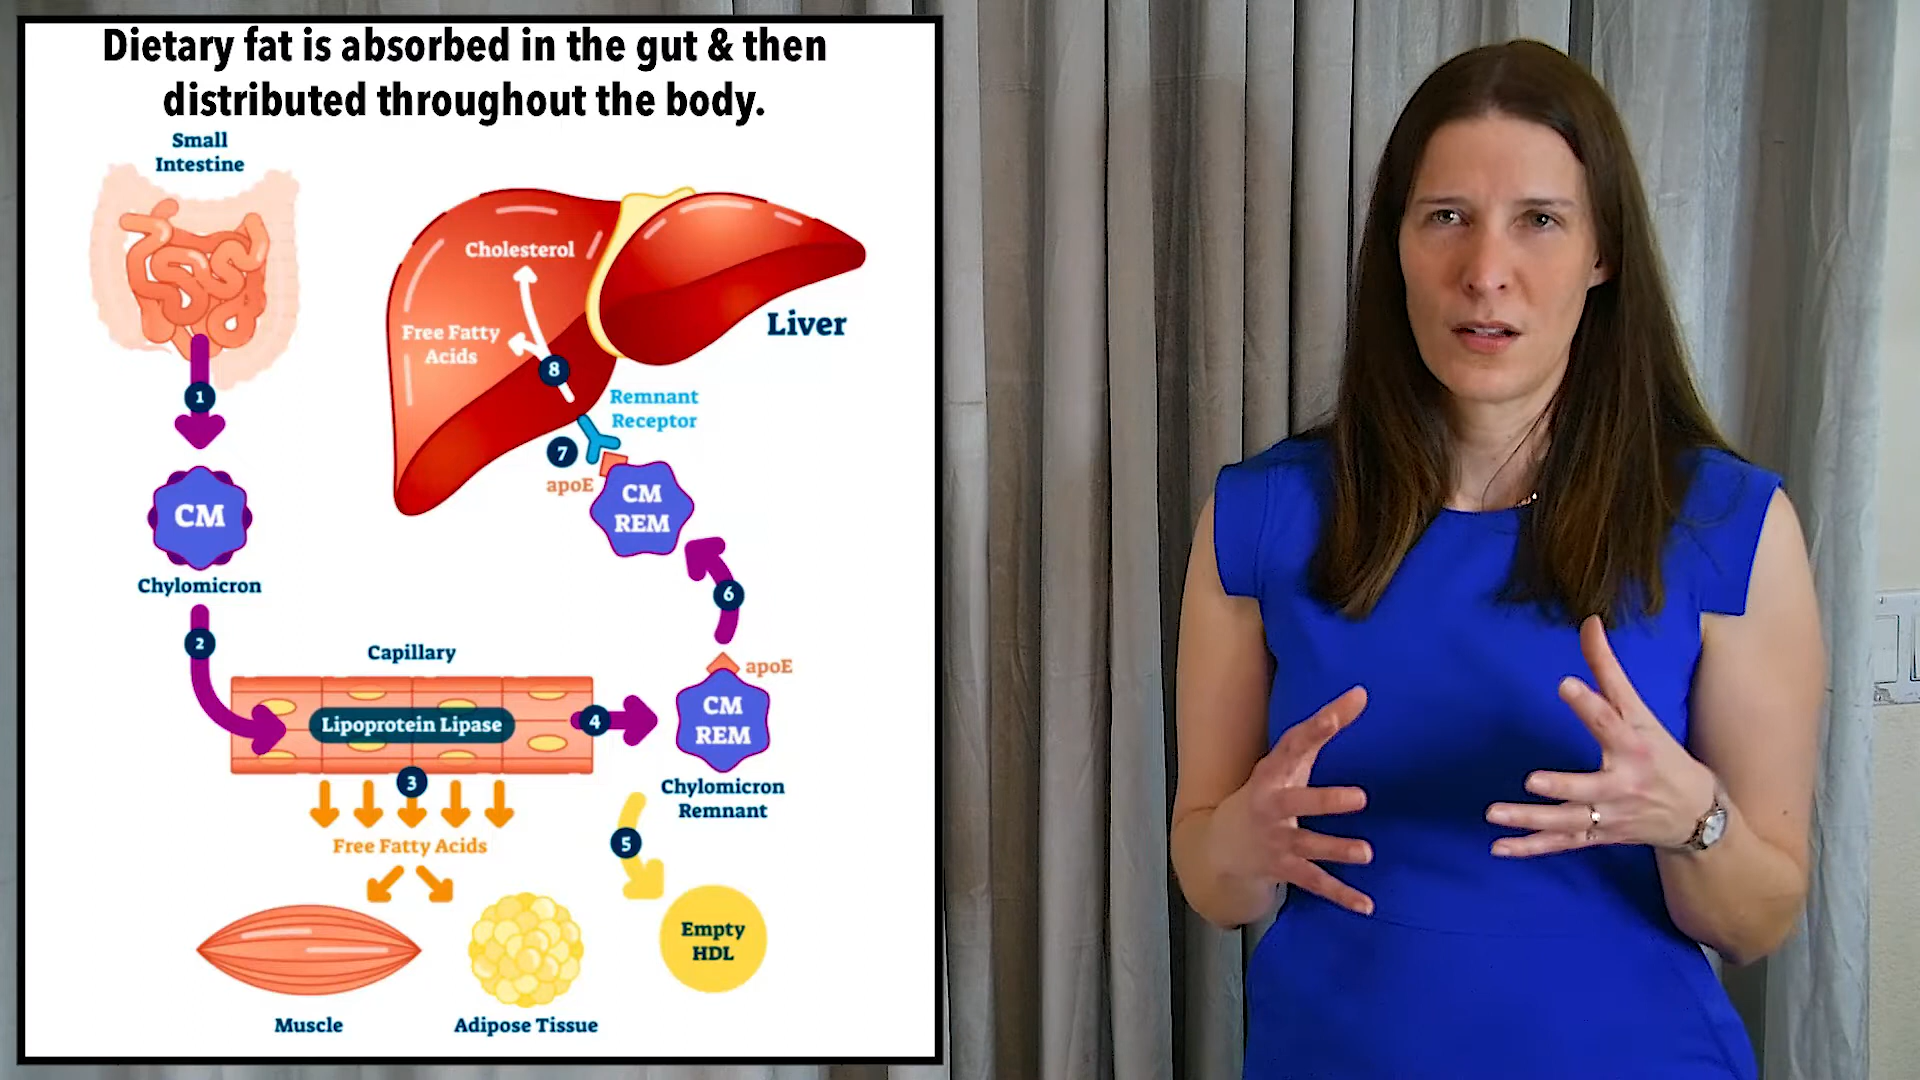 Dietary fat is absorbed in the gut & then
distributed throughout the body.
Small
Intestine
Cholesterol
Free Fatty
Acids
Liver
8
1
Remnant
Receptor
7
apoE
CM
REM
CM
Chylomicron
6
2
Capillary
apoE
Lipoprotein Lipase
4
CM
REM
3
Chylomicron
Remnant
Free Fatty Acids
5
Empty
HDL
Muscle
Adipose Tissue